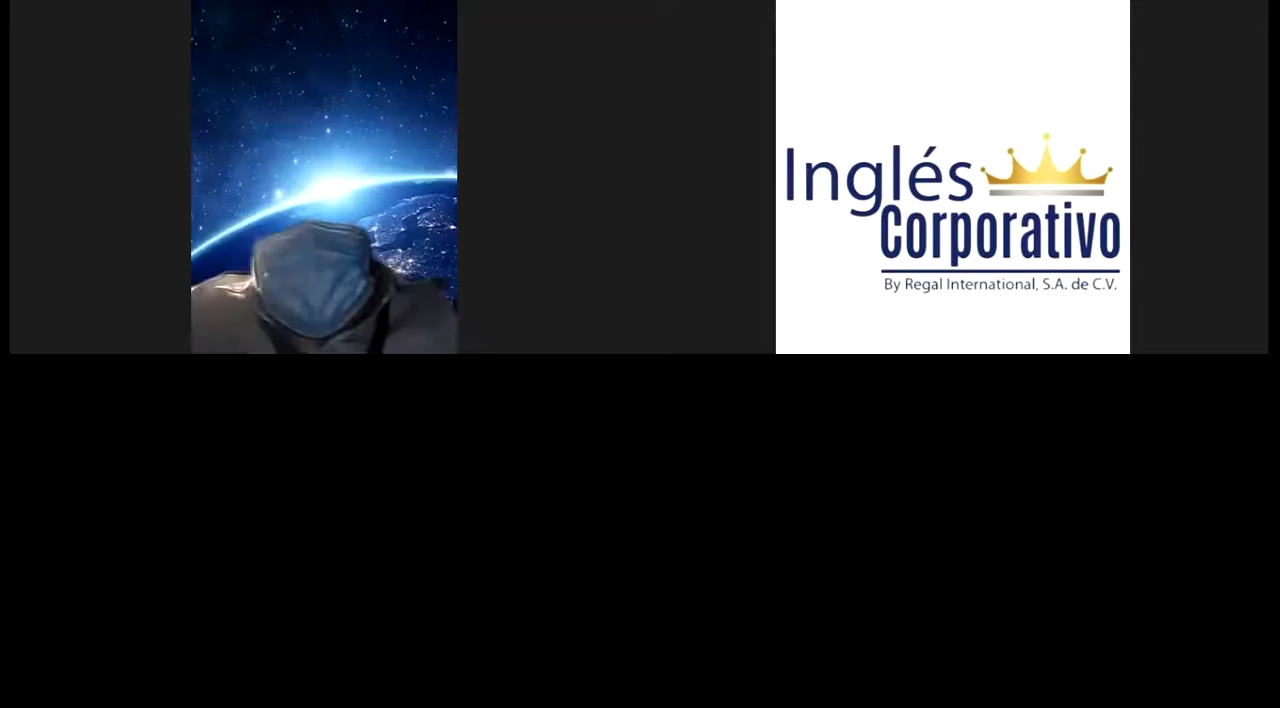 Inglés
Corporativo
By Regal International, S.A. de C.V.